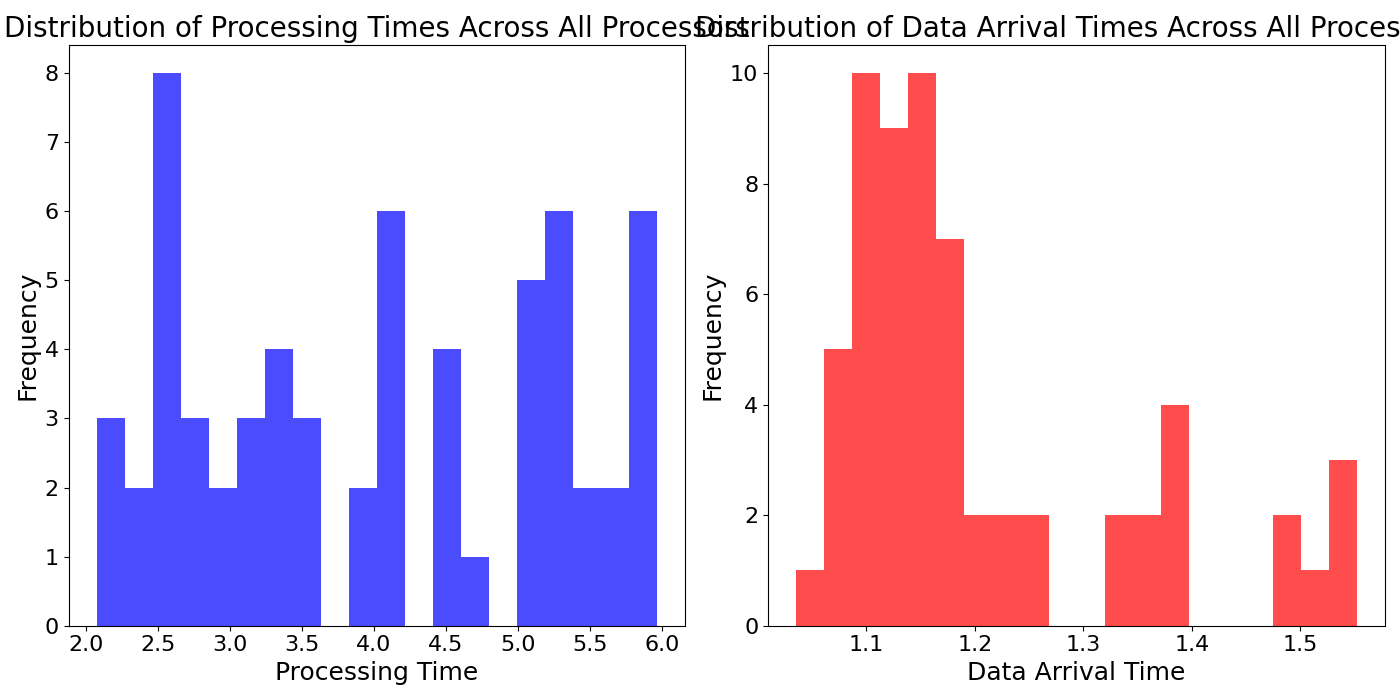 Distribution of Processing Times Across All Processors
8
7
6
5
4
3
2
1
0
Frequency
2.0 2.5 3.0 3.5 4.0 4.5 5.0 5.5 6.0
Processing Time
Distribution of Data Arrival Times Across All Proces
10
8
6
4
2
0
Frequency
1.1 1.2 1.3 1.4 1.5
Data Arrival Time